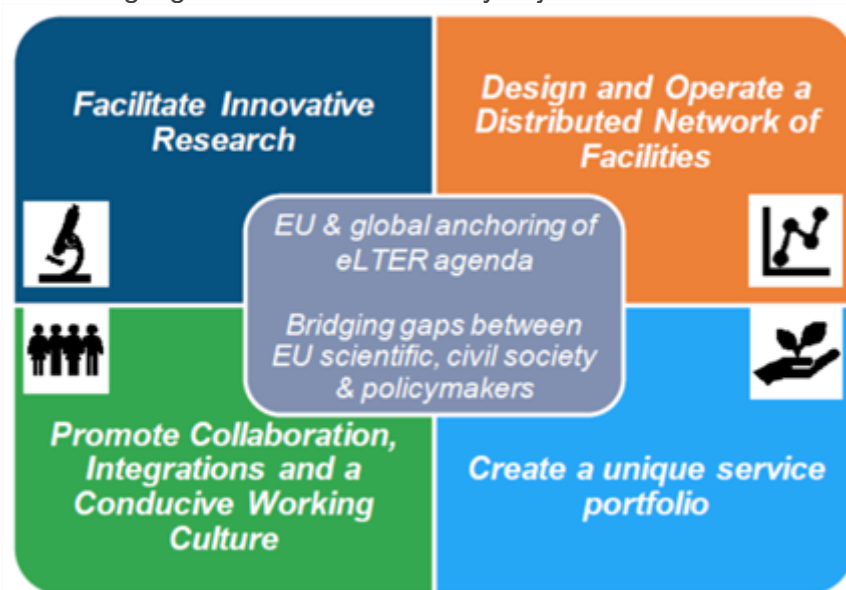 Facilitate Innovative
Research
Design and Operate a
Distributed Network of
Facilities
EU & global anchoring of
eLTER agenda
Bridging gaps between
EU scientific, civil society
& policymakers
Promote Collaboration,
Integrations and a
Conducive Working
Culture
Create a unique service
portfolio